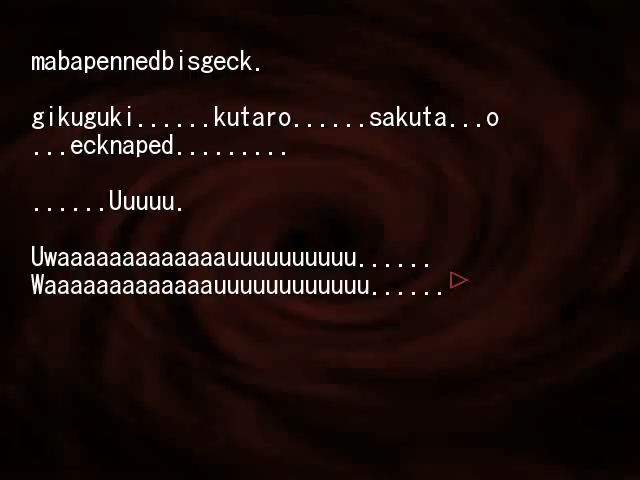 mabapennedbisgeck.
gikuguki......kutaro......sakuta...o
...ecknaped.........
......Uuuuu.
Uwaaaaaaaaaaaaauuuuuuuuuu......
Waaaaaaaaaaaaauuuuuuuuuuuu......